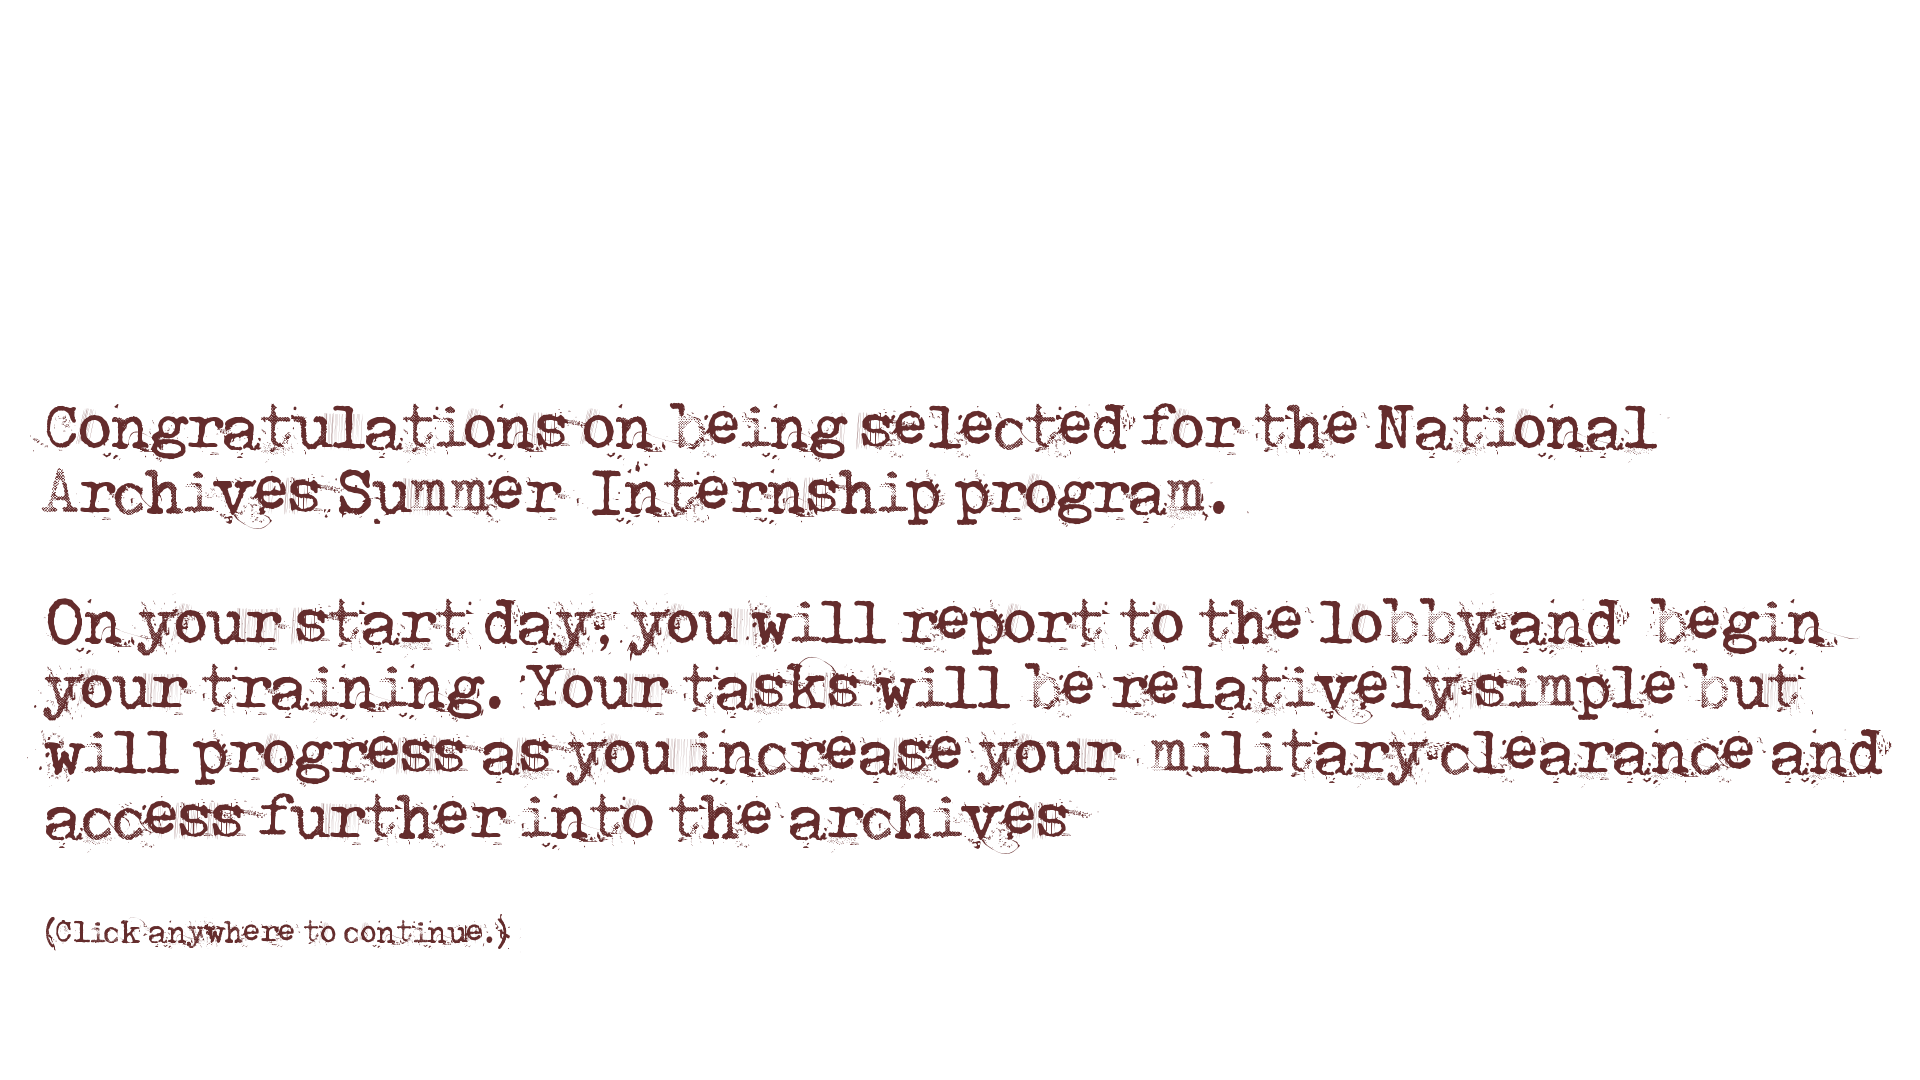 Congratulations on being selected for the National
Archives Summer Internship program.
On your start day, you will report to the lobby and begin
your training. Your tasks will be relatively simple but
will progress as you increase your military clearance and
access further into the archives
(Click anywhere to continue.)